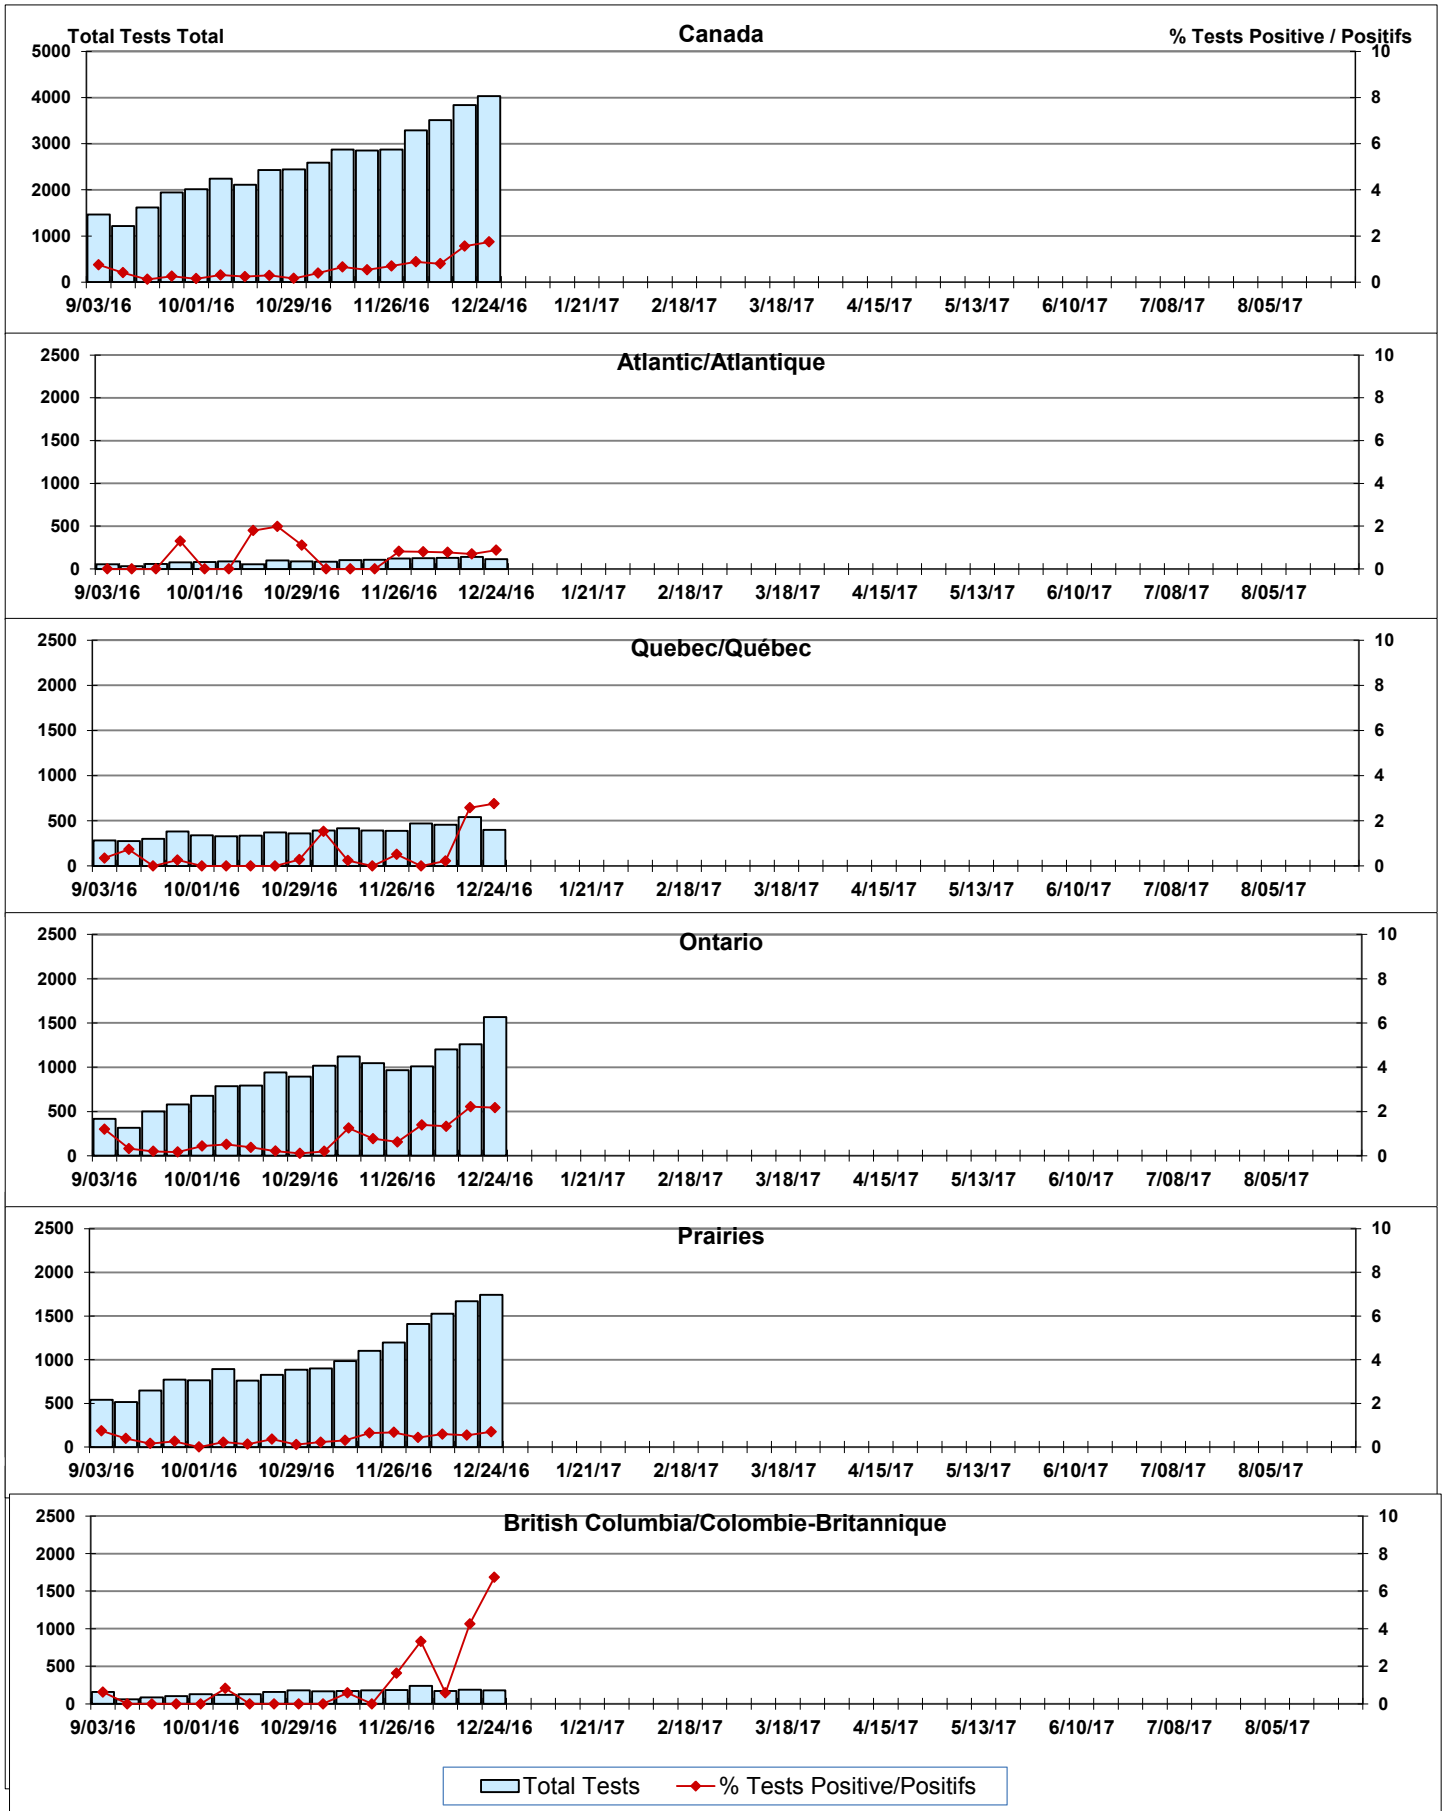 Total Tests Total Canada % Tests Positive / Positifs
5000 10
4000 8
3000 6
2000 4
1000 2
0 0
9/03/16 10/01/16 10/29/16 11/26/16 12/24/16 1/21/17 2/18/17 3/18/17 4/15/17 5/13/17 6/10/17 7/08/17 8/05/17
Atlantic/Atlantique
2500 10
2000 8
1500 6
1000 4
500 2
0 0
9/03/16 10/01/16 10/29/16 11/26/16 12/24/16 1/21/17 2/18/17 3/18/17 4/15/17 5/13/17 6/10/17 7/08/17 8/05/17
Quebec/Québec
2500 10
2000 8
1500 6
1000 4
500 2
0 0
9/03/16 10/01/16 10/29/16 11/26/16 12/24/16 1/21/17 2/18/17 3/18/17 4/15/17 5/13/17 6/10/17 7/08/17 8/05/17
Ontario
2500 10
2000 8
1500 6
1000 4
500 2
0 0
9/03/16 10/01/16 10/29/16 11/26/16 12/24/16 1/21/17 2/18/17 3/18/17 4/15/17 5/13/17 6/10/17 7/08/17 8/05/17
Prairies
2500 10
2000 8
1500 6
1000 4
500 2
0 0
9/03/16 10/01/16 10/29/16 11/26/16 12/24/16 1/21/17 2/18/17 3/18/17 4/15/17 5/13/17 6/10/17 7/08/17 8/05/17
British Columbia/Colombie-Britannique
2500 10
2000 8
1500 6
1000 4
500 2
0 0
9/03/16 10/01/16 10/29/16 11/26/16 12/24/16 1/21/17 2/18/17 3/18/17 4/15/17 5/13/17 6/10/17 7/08/17 8/05/17
Total Tests % Tests Positive/Positifs